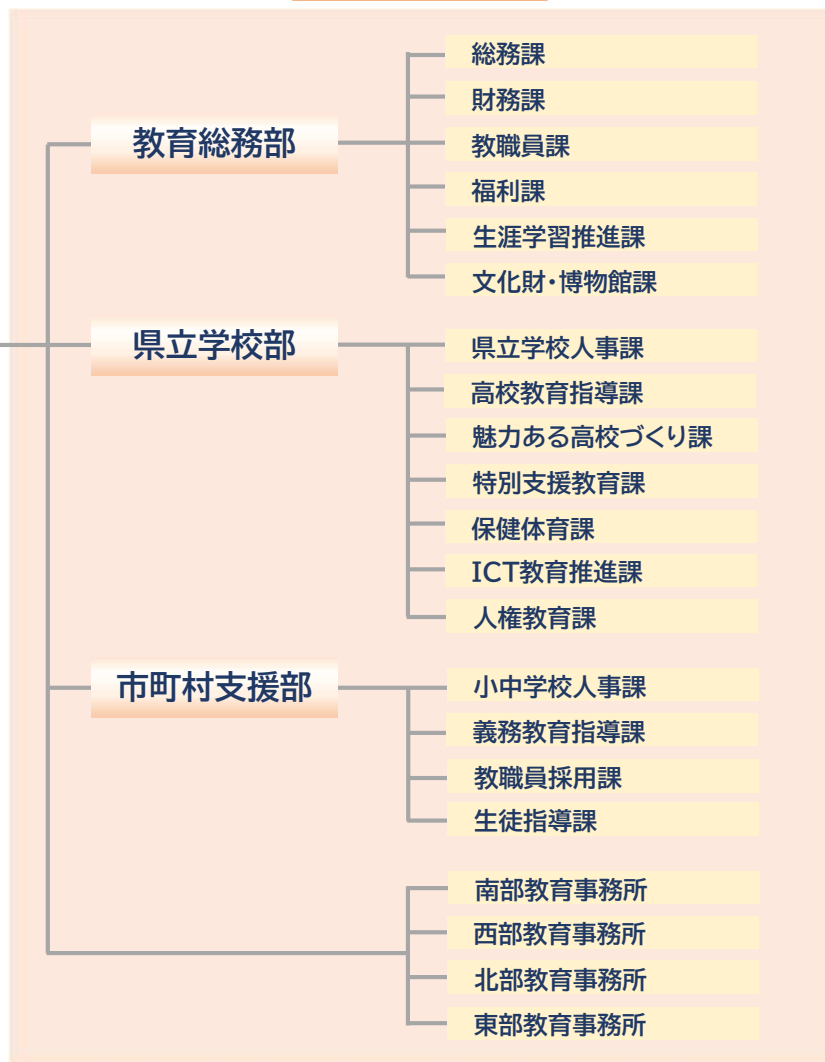 教育総務部
総務課
財務課
教職員課
福利課
生涯学習推進課
文化財・博物館課
県立学校部
県立学校人事課
高校教育指導課
魅力ある高校づくり課
特別支援教育課
保健体育課
ICT教育推進課
人権教育課
市町村支援部
小中学校人事課
義務教育指導課
教職員採用課
生徒指導課
南部教育事務所
西部教育事務所
北部教育事務所
東部教育事務所